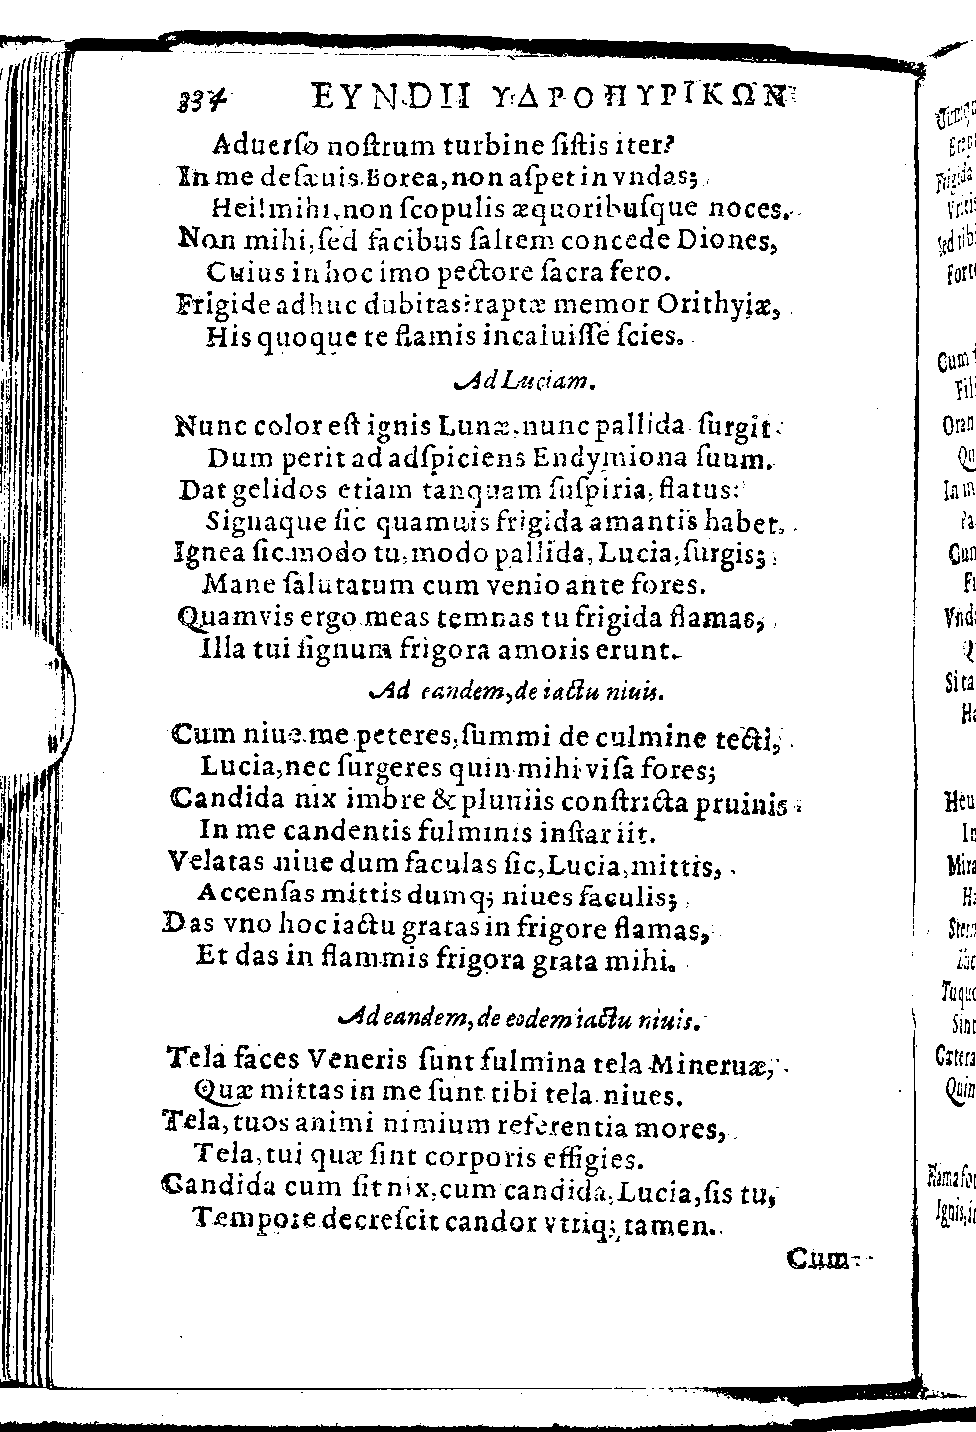 334 EYNDII ΥΔΡΟΠΥΡΙΚΩΝ
Aduerſo noſtrum turbine ſiſtis iter?
In me deſæuis Borea, non aſpet in vndas;
Hei! mihi, non ſcopulis æquoribuſque noces.
Non mihi, ſed facibus ſaltem concede Diones,
Cuius in hoc imo pectore ſacra fero.
Frigide adhuc dubitas? raptæ memor Orithyiæ,
His quoque te flamis incaluiſſe ſcies.
Ad Luciam.
Nunc color eſt ignis Lunæ, nunc pallida ſurgit
Dum perit ad adſpiciens Endymiona ſuum.
Dat gelidos etiam tanquam ſuſpiria, flatus:
Signaque ſic quamuis frigida amantis habet.
Ignea ſic modo tu, modo pallida, Lucia, ſurgis;
Mane ſalutatum cum venio ante fores.
Quamvis ergo meas temnas tu frigida flamas,
Illa tui ſignum frigora amoris erunt.
Ad eandem, de iactu niuis.
Cum niue me peteres, ſummi de culmine tecti,
Lucia, nec ſurgeres quin mihi viſa fores;
Candida nix imbre & pluniis conſtricta pruinis
In me candentis fulminis inſtar iit.
Velatas niue dum faculas ſic, Lucia, mittis,
Accenſas mittis dumq; niues faculis;
Das vno hoc iactu gratas in frigore flamas,
Et das in flammis frigora grata mihi.
Ad eandem, de eodem iactu niuis.
Tela faces Veneris ſunt fulmina tela Mineruæ,
Quæ mittas in me ſunt tibi tela niues.
Tela, tuos animi nimium referentia mores,
Tela, tui quæ ſint corporis effigies.
Candida cum ſit nix, cum candida, Lucia, ſis tu,
Tempore decreſcit candor vtriq; tamen.
Cum